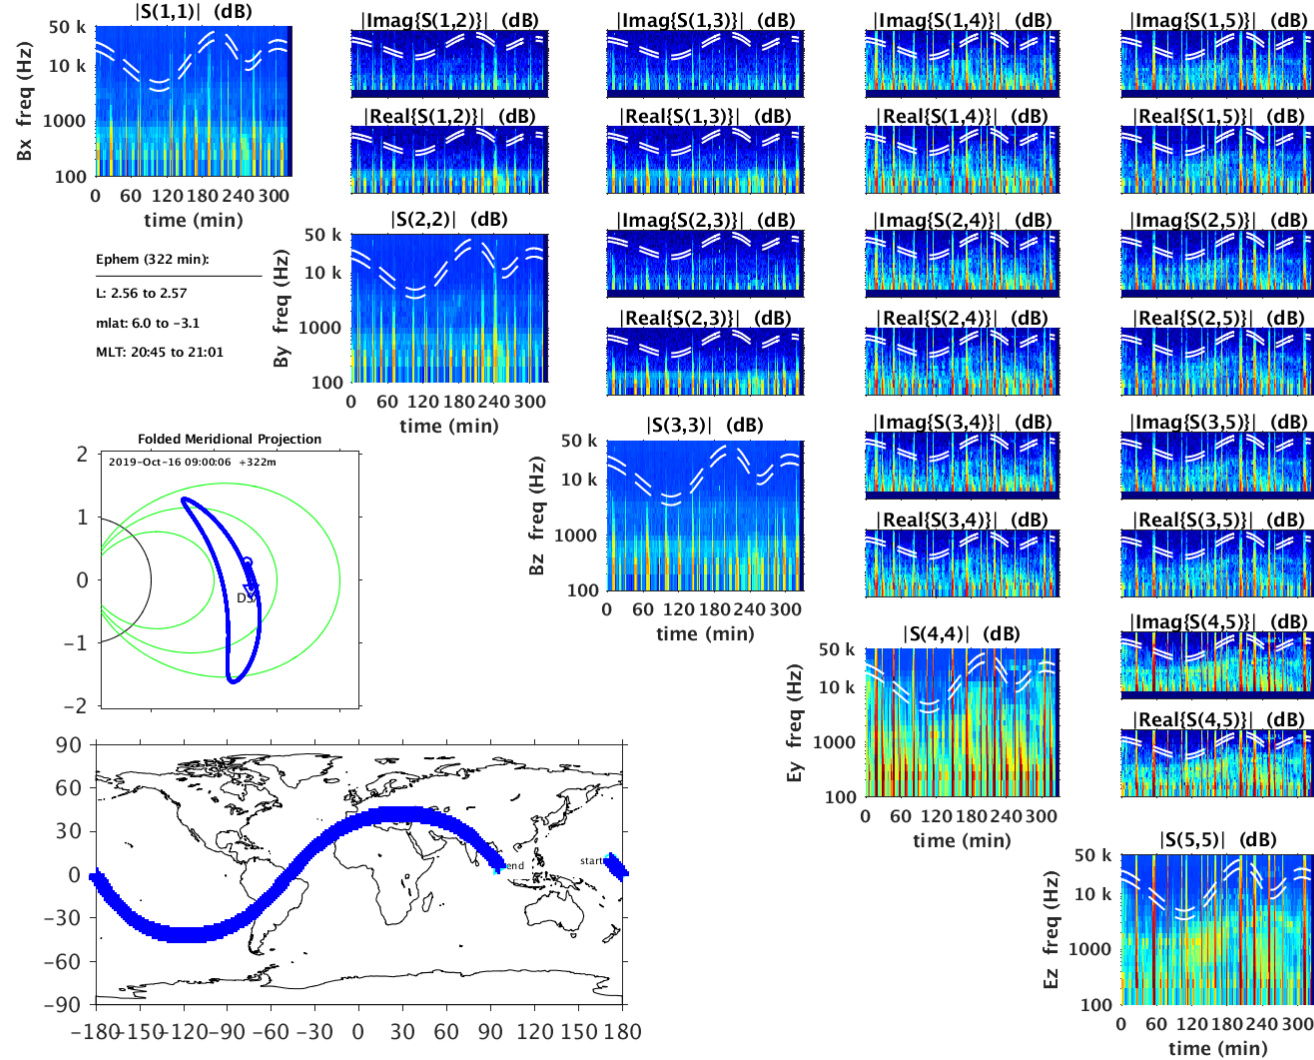 |S(1,1)| (dB)
50 k
10 k
1000
100
Bx freq (Hz)
0 60 120 180 240 300
time (min)
|Imag{S(1,2)}| (dB)
|Imag{S(1,3)}| (dB)
|Imag{S(1,4)}| (dB)
|Imag{S(1,5)}| (dB)
|Real{S(1,2)}| (dB)
|Real{S(1,3)}| (dB)
|Real{S(1,4)}| (dB)
|Real{S(1,5)}| (dB)
Ephem (322 min):
L: 2.56 to 2.57
mlat: 6.0 to -3.1
MLT: 20:45 to 21:01
|S(2,2)| (dB)
50 k
10 k
1000
100
By freq (Hz)
0 60 120 180 240 300
time (min)
|Imag{S(2,3)}| (dB)
|Imag{S(2,4)}| (dB)
|Imag{S(2,5)}| (dB)
|Real{S(2,3)}| (dB)
|Real{S(2,4)}| (dB)
|Real{S(2,5)}| (dB)
Folded Meridional Projection
2019-Oct-16 09:00:06 +322m
2
1
0
-1
-2
|S(3,3)| (dB)
50 k
10 k
1000
100
Bz freq (Hz)
0 60 120 180 240 300
time (min)
|Imag{S(3,4)}| (dB)
|Imag{S(3,5)}| (dB)
|Real{S(3,4)}| (dB)
|Real{S(3,5)}| (dB)
|S(4,4)| (dB)
50 k
10 k
1000
100
Ey freq (Hz)
0 60 120 180 240 300
time (min)
|Imag{S(4,5)}| (dB)
|Real{S(4,5)}| (dB)
90
60
30
0
-30
-60
-90
end
start
-180 -150 -120 -90 -60 -30 0 30 60 90 120 150 180
|S(5,5)| (dB)
50 k
10 k
1000
100
Ez freq (Hz)
0 60 120 180 240 300
time (min)